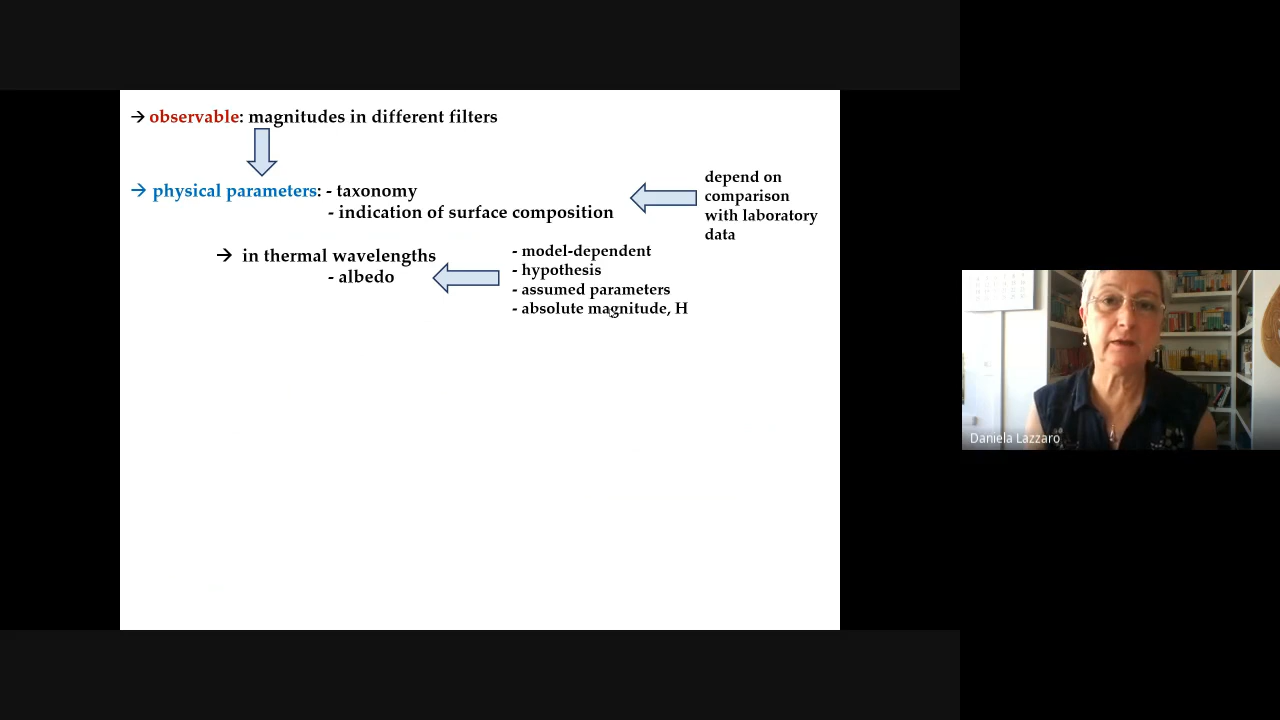 → observable: magnitudes in different filters
→ physical parameters: - taxonomy
- indication of surface composition
depend on
comparison
with laboratory
data
→ in thermal wavelengths
- albedo
- model-dependent
- hypothesis
- assumed parameters
- absolute magnitude, H
Daniela Lazzaro